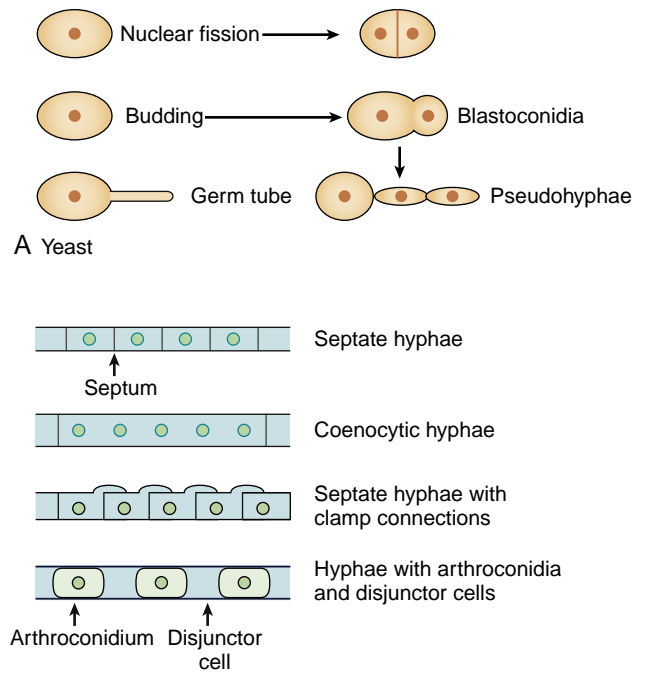 Nuclear fission
Budding
Blastoconidia
Germ tube
Pseudohyphae
A Yeast
Septate hyphae
Septum
Coenocytic hyphae
Septate hyphae with
clamp connections
Hyphae with arthroconidia
and disjunctor cells
Arthroconidium
Disjunctor
cell